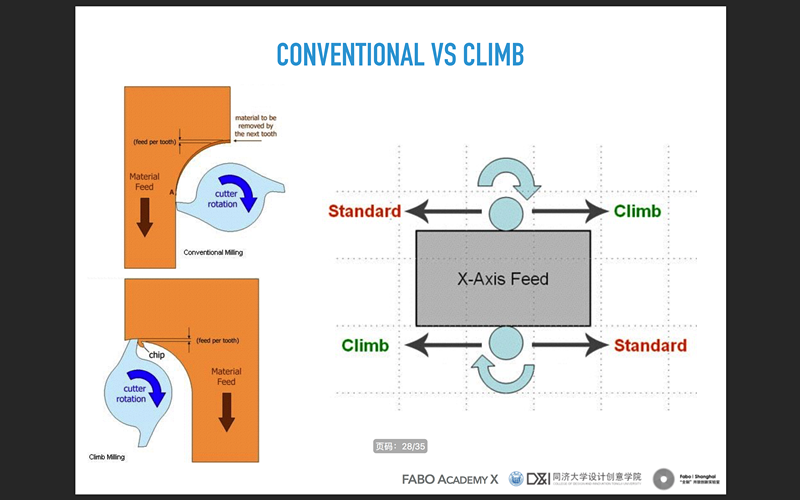 CONVENTIONAL VS CLIMB
material to be
removed by
the next tooth
(feed per tooth)
Material
Feed
A
cutter
rotation
Conventional Milling
(feed per tooth)
chip
Material
Feed
cutter
rotation
Climb Milling
Standard
Climb
X-Axis Feed
Climb
Standard
页码: 28/35
FABO ACADEMY X
D&I
同济大学设计创意学院
Fabo | Shanghai